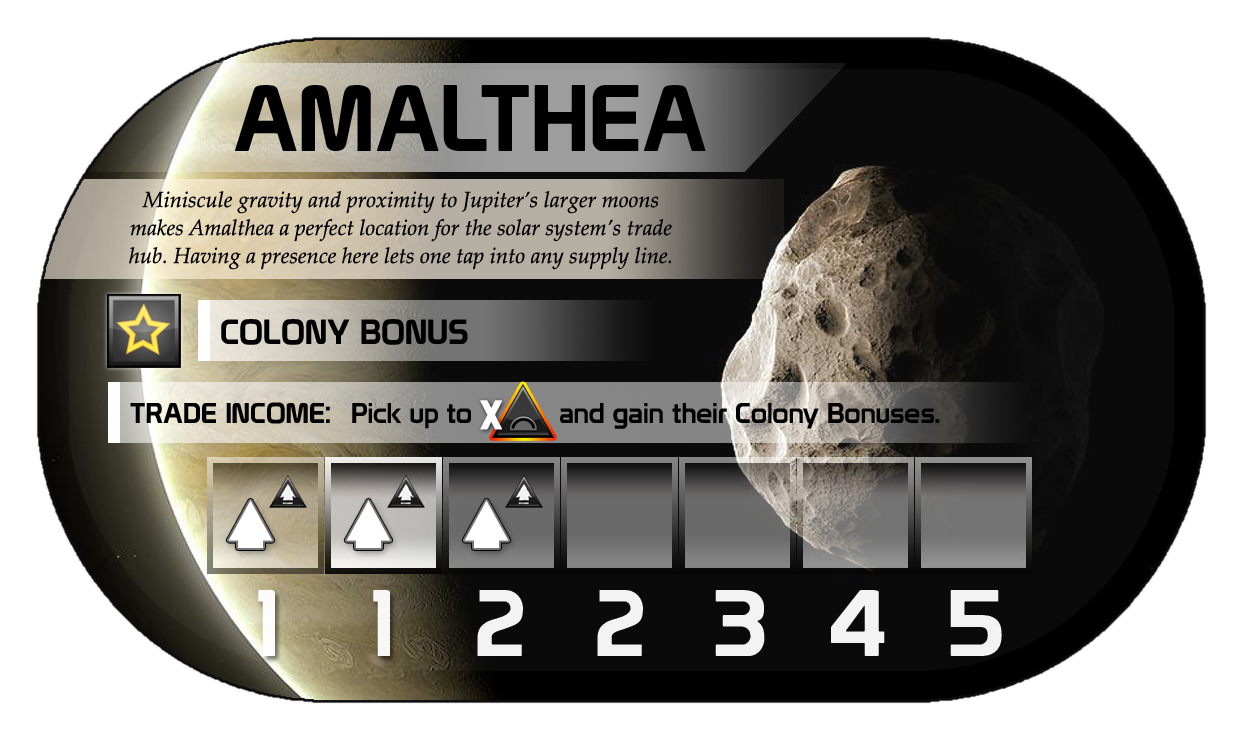 AMALTHEA
Miniscule gravity and proximity to Jupiter's larger moons
makes Amalthea a perfect location for the solar system's trade
hub. Having a presence here lets one tap into any supply line.
COLONY BONUS
TRADE INCOME: Pick up to X and gain their Colony Bonuses.
1 1 2 2 3 4 5